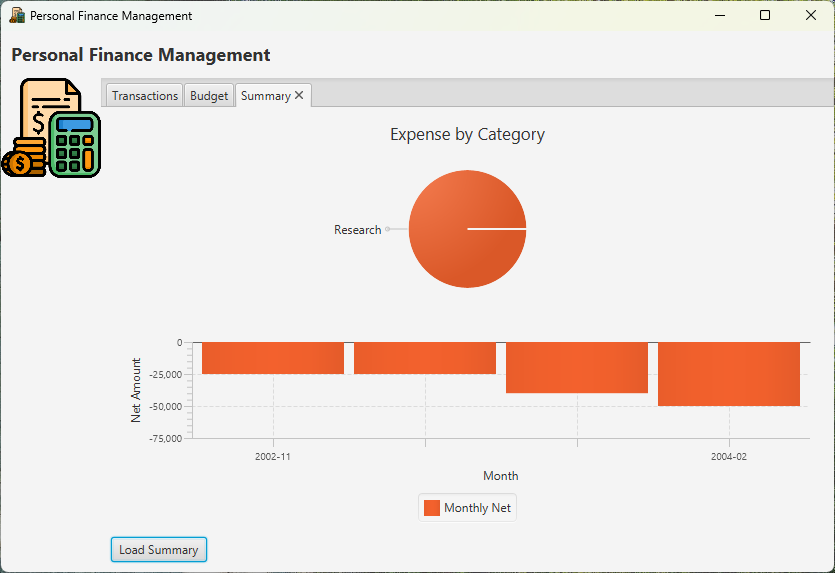 Personal Finance Management
Personal Finance Management
Transactions Budget Summary
Expense by Category
Research
0
-25,000
-50,000
-75,000
Net Amount
2002-11 2004-02
Month
Monthly Net
Load Summary